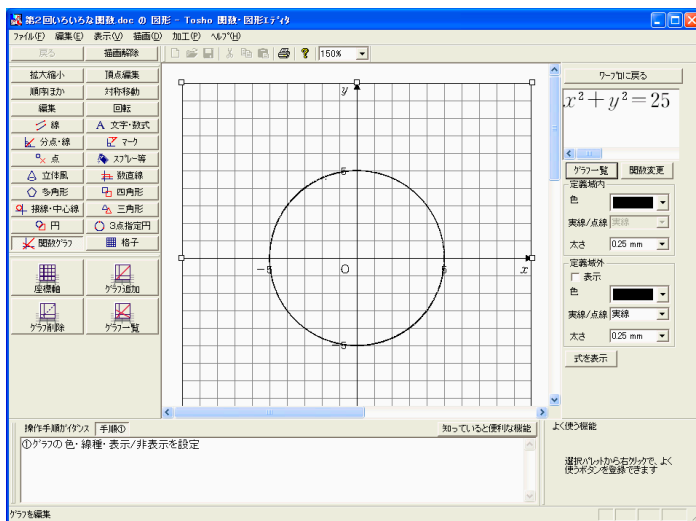 第2回いろいろな関数.doc の 図形 - Tosho 関数・図形ｴﾃﾞｨﾀ
ﾌｧｲﾙ(F) 編集(E) 表示(V) 描画(D) 加工(P) ﾍﾙﾌﾟ(H)
戻る 描画解除 150%
拡大縮小 頂点編集
順序ほか 対称移動
編集 回転
線 A 文字・数式
分点・線 ﾏｰｸ
点 ｽﾌﾟﾚｰ等
立体風 数直線
多角形 四角形
接線・中心線 三角形
円 3点指定円
関数ｸﾞﾗﾌ 格子
座標軸 ｸﾞﾗﾌ追加
ｸﾞﾗﾌ削除 ｸﾞﾗﾌ一覧
y
5
-5 O 5 x
-5
ﾜｰﾌﾟﾛに戻る
x² + y² = 25
ｸﾞﾗﾌ一覧 関数変更
定義域内
色
実線/点線 実線
太さ 0.25 mm
定義域外
表示
色
実線/点線 実線
太さ 0.25 mm
式を表示
操作手順ｶﾞｲﾀﾞﾝｽ 手順① 知っていると便利な機能
①ｸﾞﾗﾌの 色・線種・表示/非表示を設定
よく使う機能
選択ﾊﾟﾚｯﾄから右ｸﾘｯｸで、よく
使うﾎﾞﾀﾝを登録できます
ｸﾞﾗﾌを編集